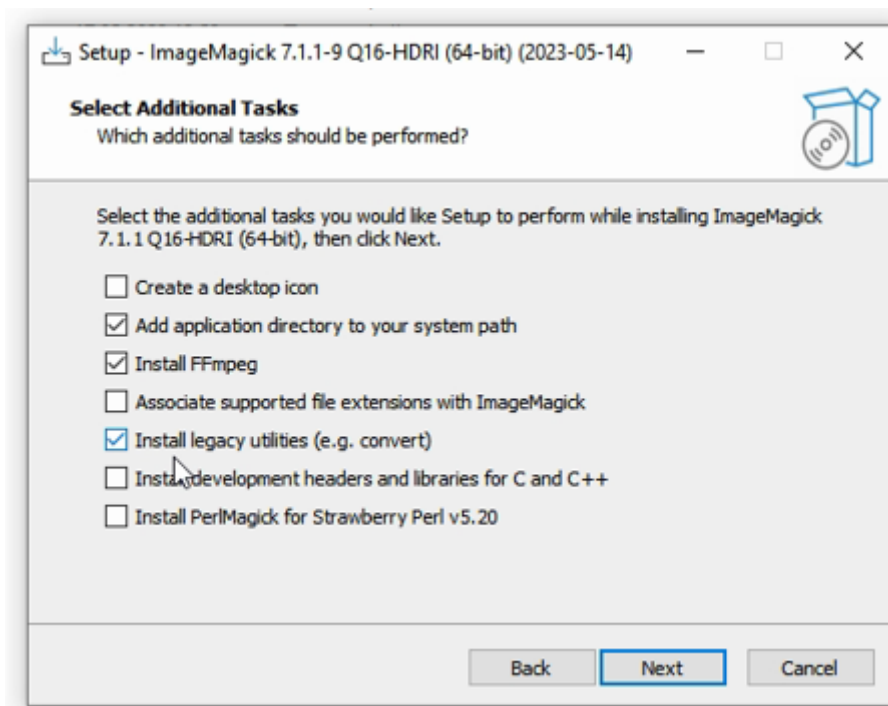 Setup - ImageMagick 7.1.1-9 Q16-HDRI (64-bit) (2023-05-14)
Select Additional Tasks
Which additional tasks should be performed?
Select the additional tasks you would like Setup to perform while installing ImageMagick
7.1.1 Q16-HDRI (64-bit), then click Next.
Create a desktop icon
Add application directory to your system path
Install FFmpeg
Associate supported file extensions with ImageMagick
Install legacy utilities (e.g. convert)
Install development headers and libraries for C and C++
Install PerlMagick for Strawberry Perl v5.20
Back Next Cancel